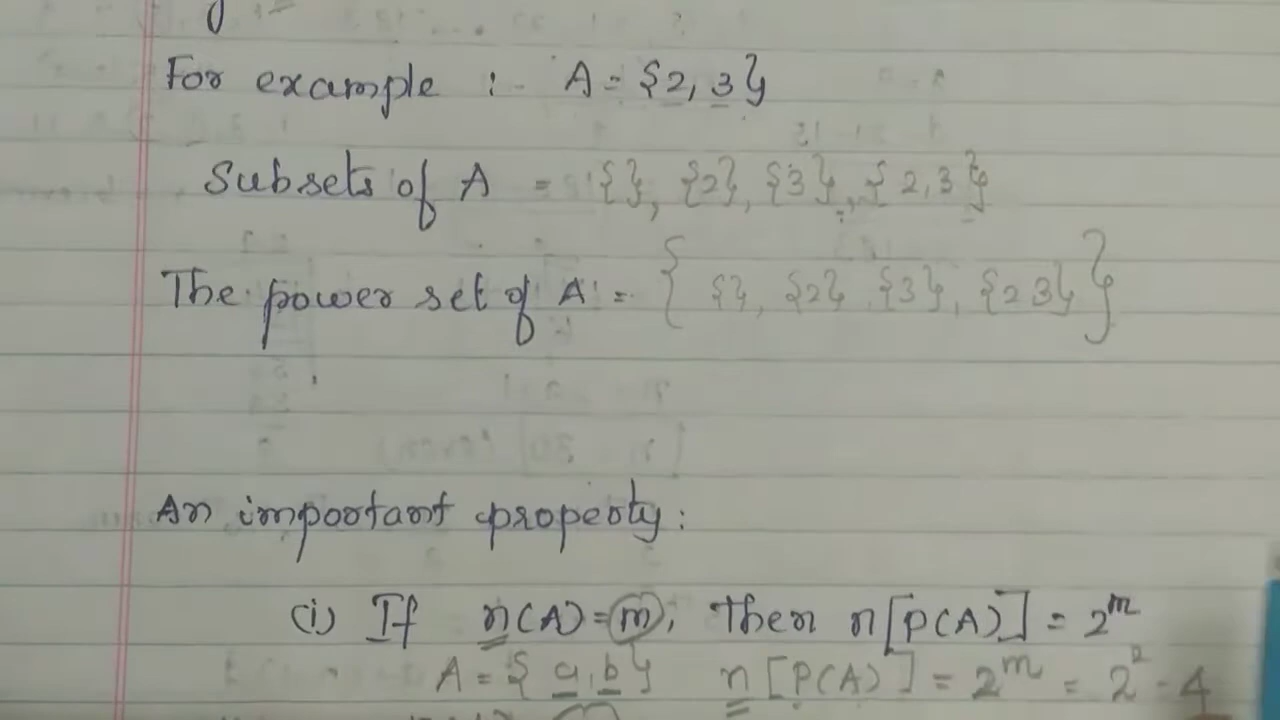 For example :- A = {2, 3}
Subsets of A = {}, {2}, {3}, {2,3}
The power set of A = { {}, {2} {3}, {2 3} }
An important property:
(i) If n(A) = m; Then n[P(A)] = 2^m
A = {a, b} n[P(A)] = 2^m = 2^2 - 4